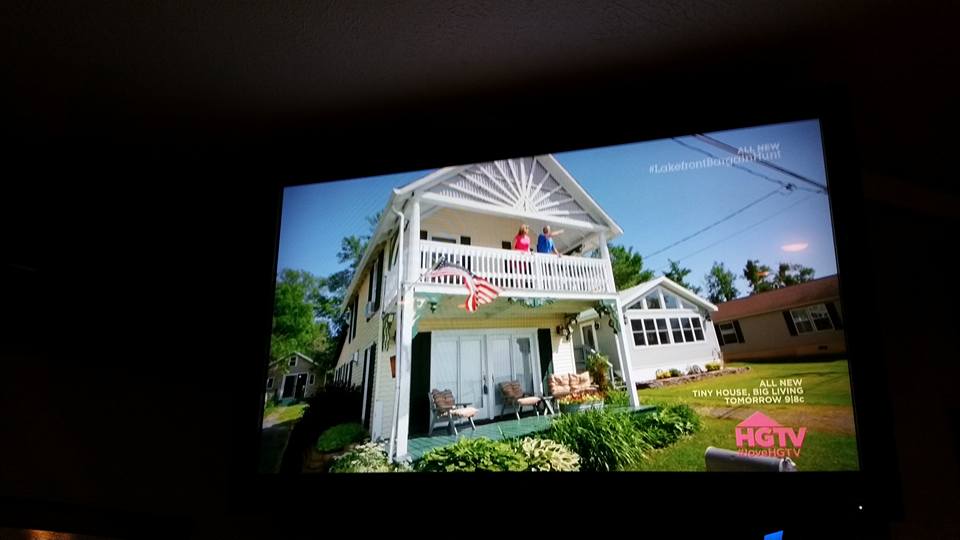 ALL NEW
#LakefrontBargainHunt
ALL NEW
TINY HOUSE, BIG LIVING
TOMORROW 9|8c
HGTV
#loveHGTV